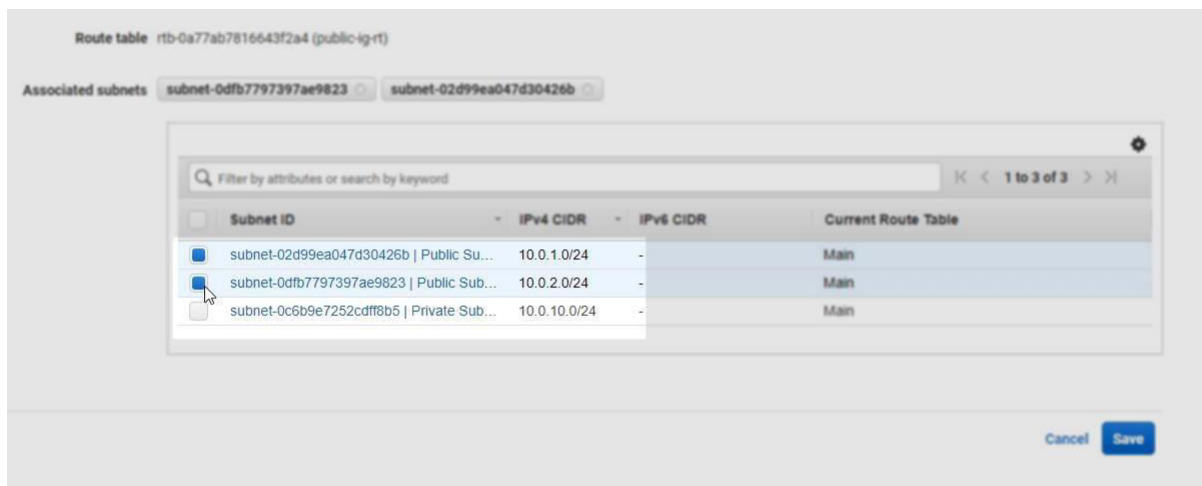 Route table rtb-0a77ab7816643f2a4 (public-ig-rt)
Associated subnets subnet-0dfb7797397ae9823 subnet-02d99ea047d30426b
Filter by attributes or search by keyword 1 to 3 of 3
Subnet ID IPv4 CIDR IPv6 CIDR Current Route Table
subnet-02d99ea047d30426b | Public Su... 10.0.1.0/24 - Main
subnet-0dfb7797397ae9823 | Public Sub... 10.0.2.0/24 - Main
subnet-0c6b9e7252cdff8b5 | Private Sub... 10.0.10.0/24 - Main
Cancel Save